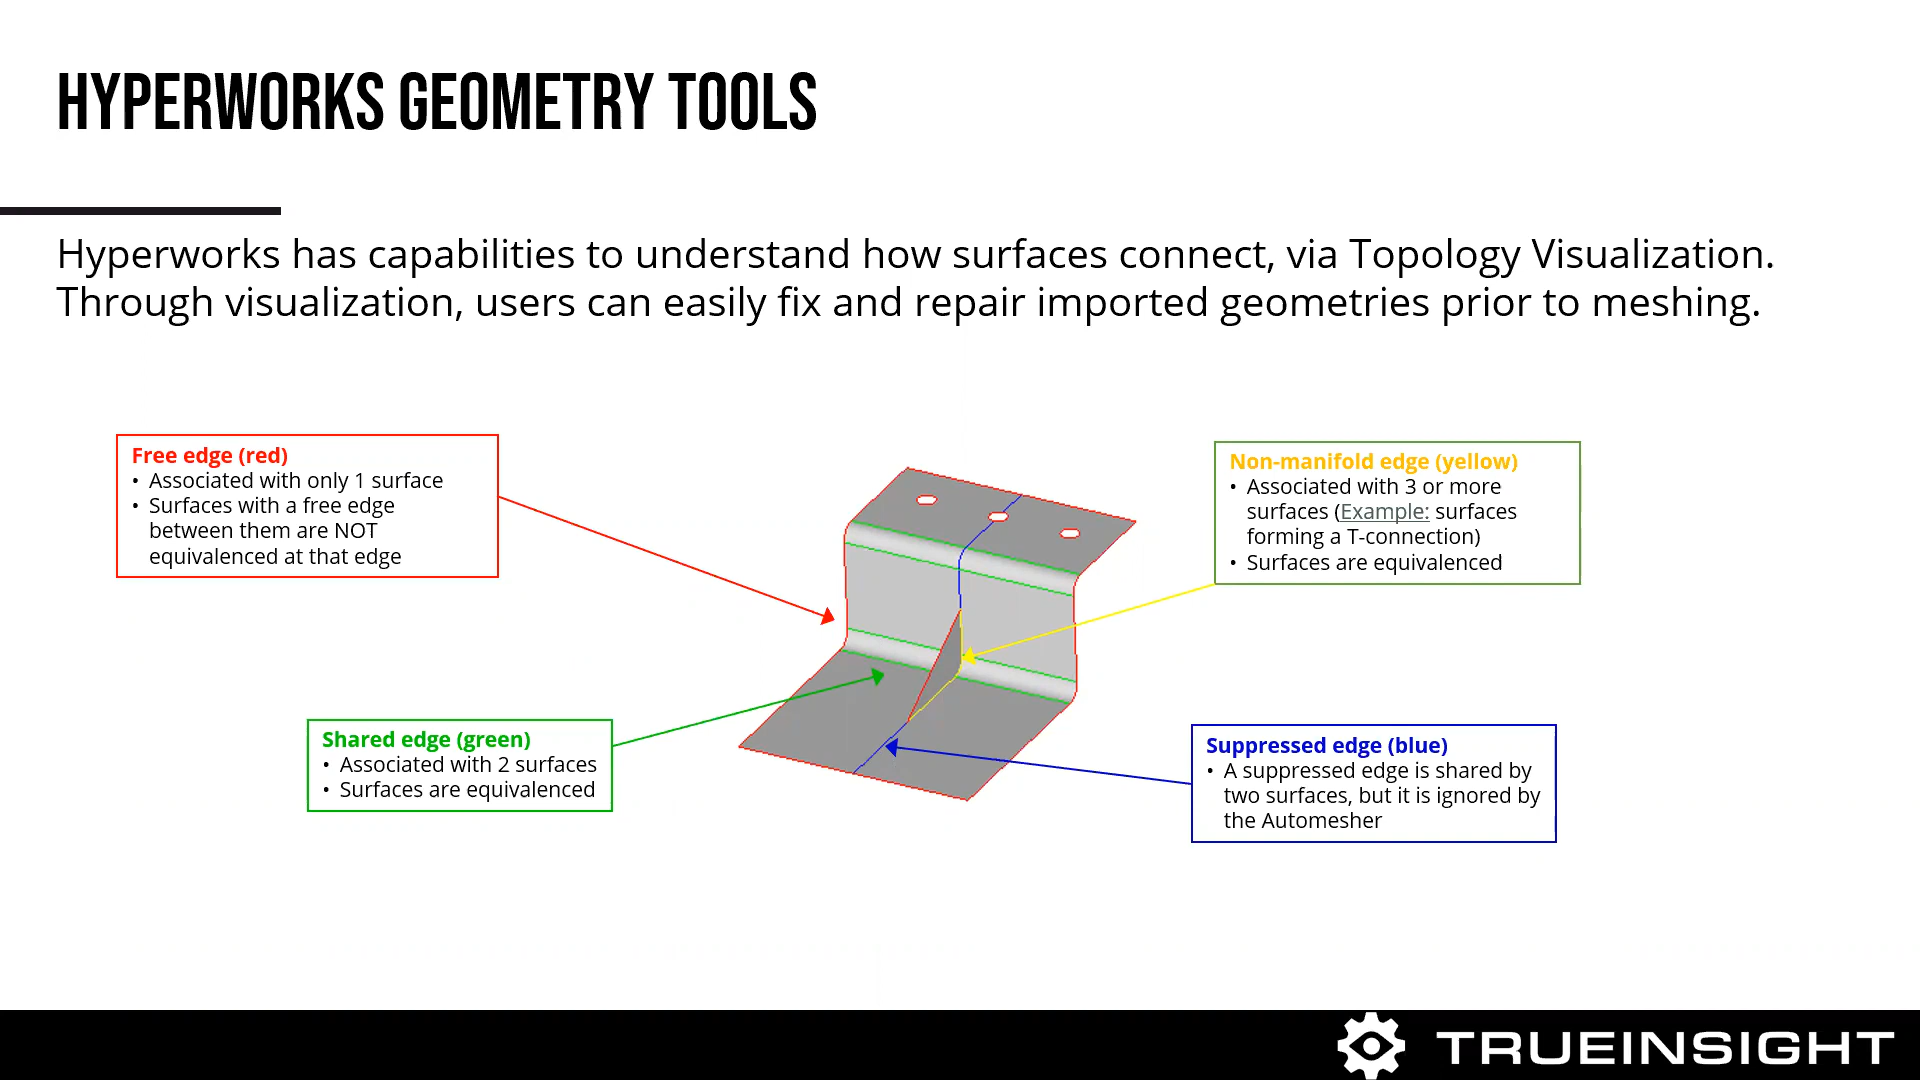 HYPERWORKS GEOMETRY TOOLS
Hyperworks has capabilities to understand how surfaces connect, via Topology Visualization.
Through visualization, users can easily fix and repair imported geometries prior to meshing.
Free edge (red)
• Associated with only 1 surface
• Surfaces with a free edge
between them are NOT
equivalenced at that edge
Non-manifold edge (yellow)
• Associated with 3 or more
surfaces (Example: surfaces
forming a T-connection)
• Surfaces are equivalenced
Shared edge (green)
• Associated with 2 surfaces
• Surfaces are equivalenced
Suppressed edge (blue)
• A suppressed edge is shared by
two surfaces, but it is ignored by
the Automesher
TRUEINSIGHT